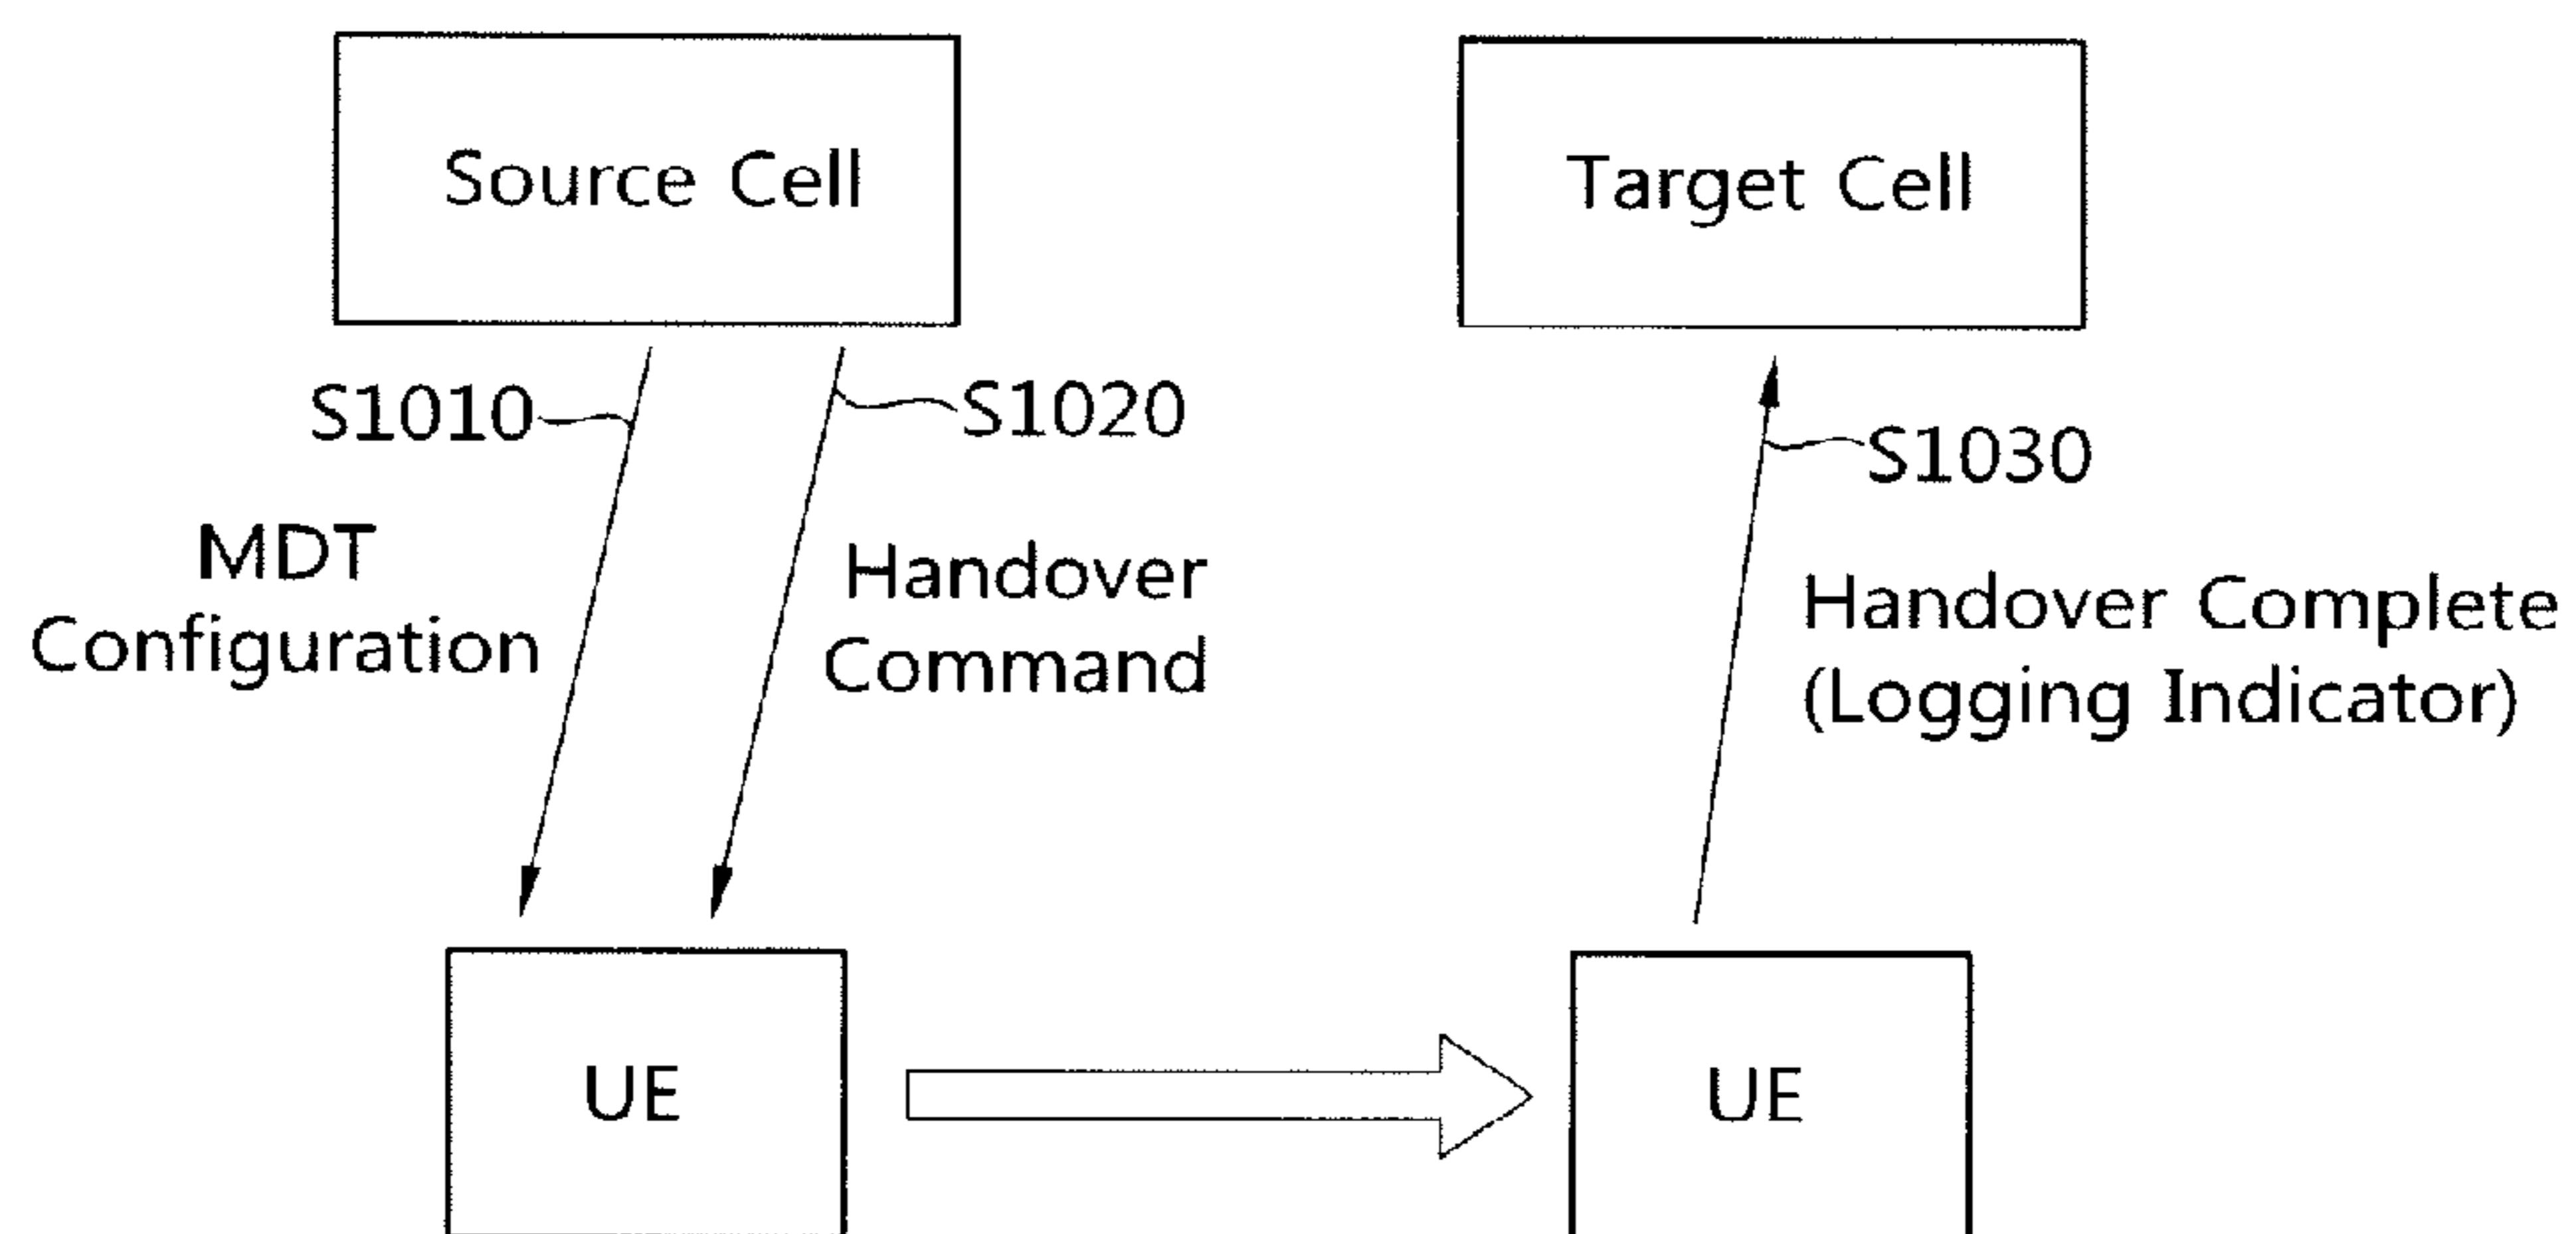 Source Cell
Target Cell
S1010
S1020
S1030
MDT
Configuration
Handover
Command
Handover Complete
(Logging Indicator)
UE
UE